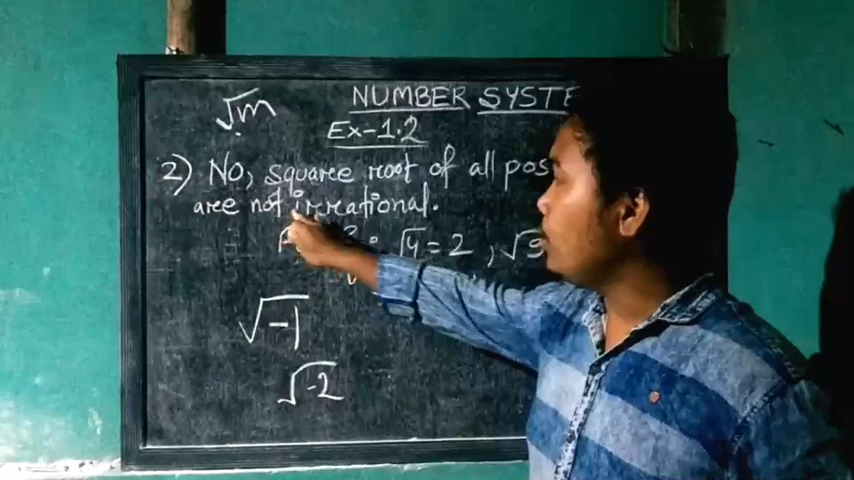 √m NUMBER SYSTE
Ex-1.2
2) No, square root of all pos
are not irrational.
√4 = 2, √9
√-1
√-2